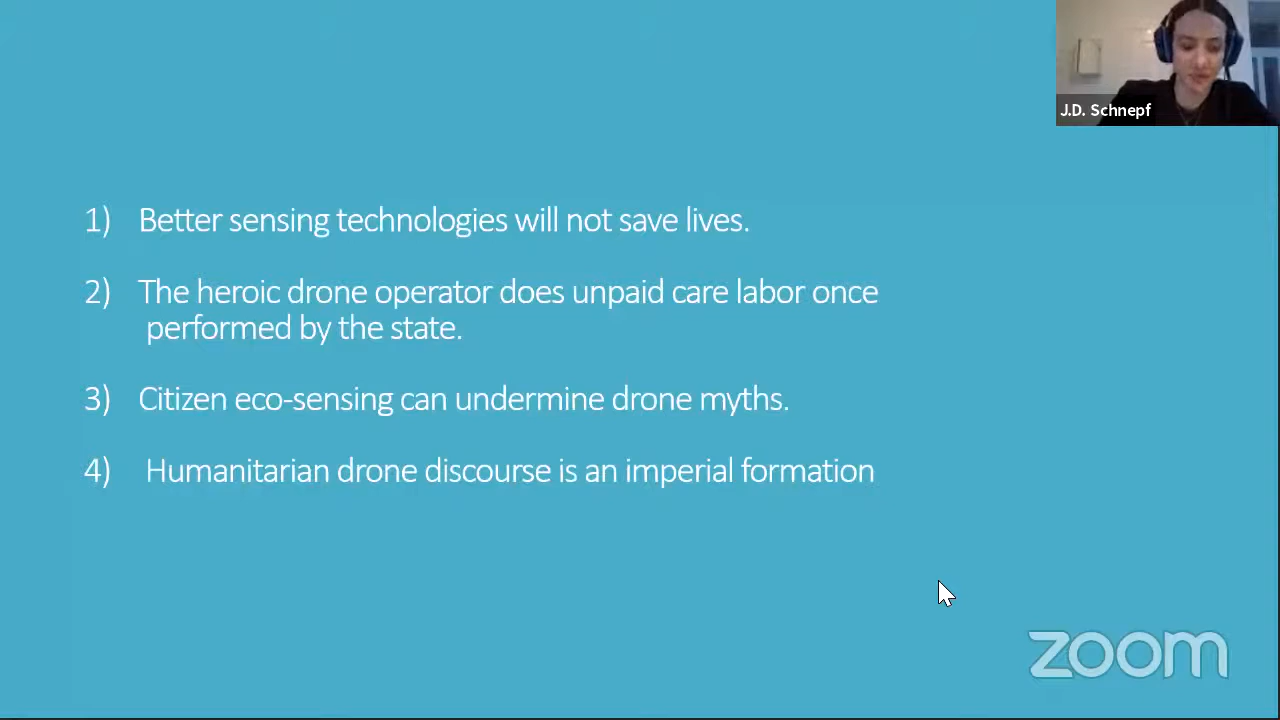 J.D. Schnepf
1) Better sensing technologies will not save lives.
2) The heroic drone operator does unpaid care labor once
performed by the state.
3) Citizen eco-sensing can undermine drone myths.
4) Humanitarian drone discourse is an imperial formation
zoom